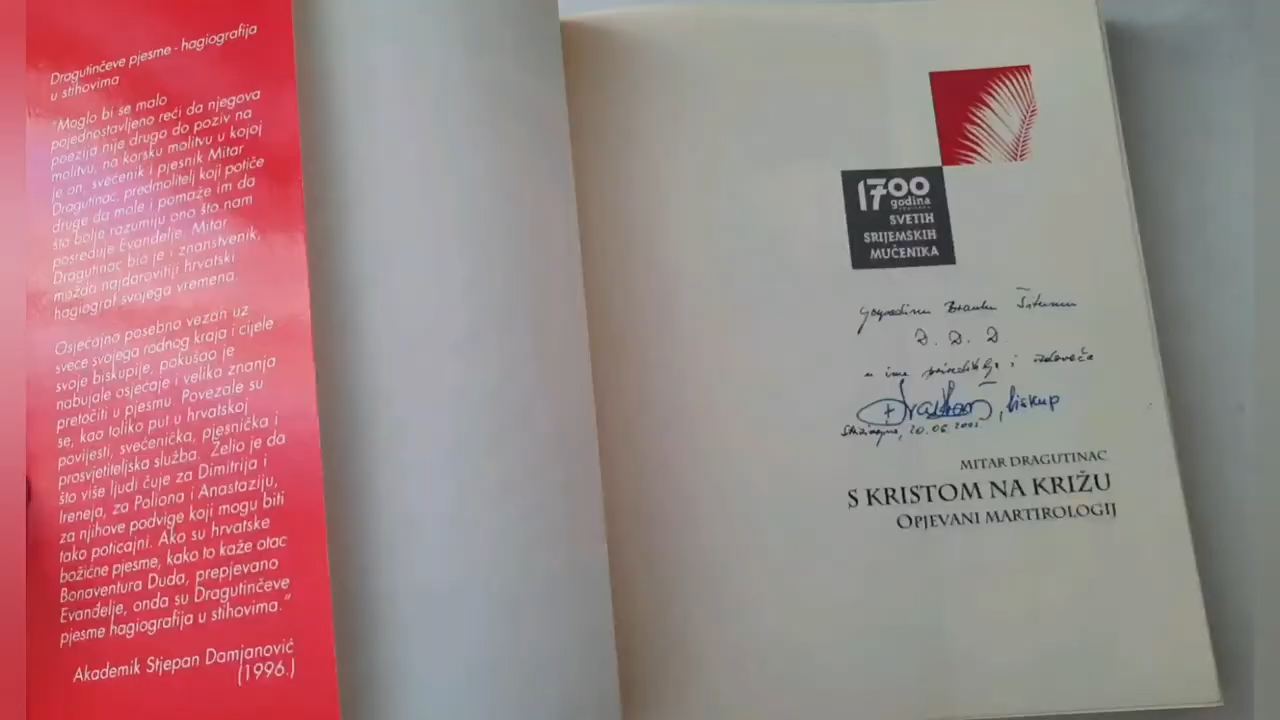 Dragutinčeve pjesme - hagiografija
u stihovima
"Moglo bi se malo
pojednostavljeno reći da njegova
poezija nije drugo do poziv na
molitvu, na korsku molitvu u kojoj
je on, svećenik i pjesnik Mitar
Dragutinac, predmolitelj koji potiče
druge da mole i pomaže im da
što bolje razumiju ono što nam
posreduje Evanđelje. Mitar
Dragutinac bio je i znanstvenik,
možda najdarovitiji hrvatski
hagiograf svojega vremena.
Osjećajno posebno vezan uz
svece svojega rodnog kraja i cijele
svoje biskupije, pokušao je
nabujale osjećaje i velika znanja
pretočiti u pjesmu. Povezale su
se, kao toliko put u hrvatskoj
povijesti, svećenička, pjesnička i
prosvjetiteljska služba. Želio je da
što više ljudi čuje za Dimitrija i
Ireneja, za Poliona i Anastaziju,
za njihove podvige koji mogu biti
tako poticajni. Ako su hrvatske
božićne pjesme, kako to kaže otac
Bonaventura Duda, prepjevano
Evanđelje, onda su Dragutinčeve
pjesme hagiografija u stihovima."
Akademik Stjepan Damjanović
(1996.)
1700
godina
SVETIH
SRIJEMSKIH
MUČENIKA
Gospodinu Branku
D. D. D.
u ime i
, biskup
20.06.
MITAR DRAGUTINAC
S KRISTOM NA KRIŽU
OPJEVANI MARTIROLOGIJ